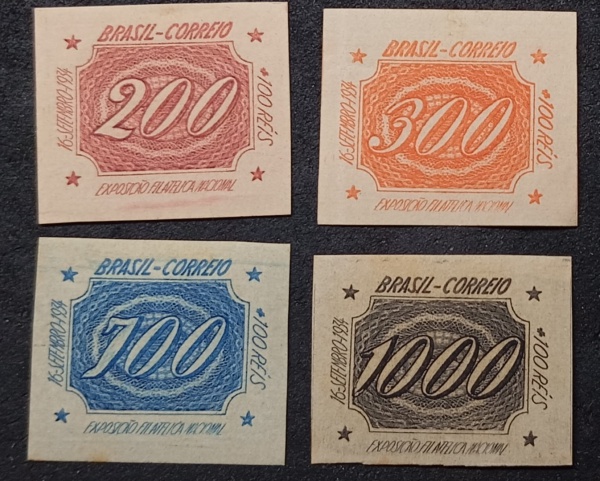 BRASIL-CORREIO
16-SETEMBRO-1934
200
+100 RÉIS
EXPOSIÇÃO FILATELICA NACIONAL
BRASIL-CORREIO
16-SETEMBRO-1934
300
+100 RÉIS
EXPOSIÇÃO FILATELICA NACIONAL
BRASIL-CORREIO
16-SETEMBRO-1934
700
+100 RÉIS
EXPOSIÇÃO FILATELICA NACIONAL
BRASIL-CORREIO
16-SETEMBRO-1934
1000
+100 RÉIS
EXPOSIÇÃO FILATELICA NACIONAL